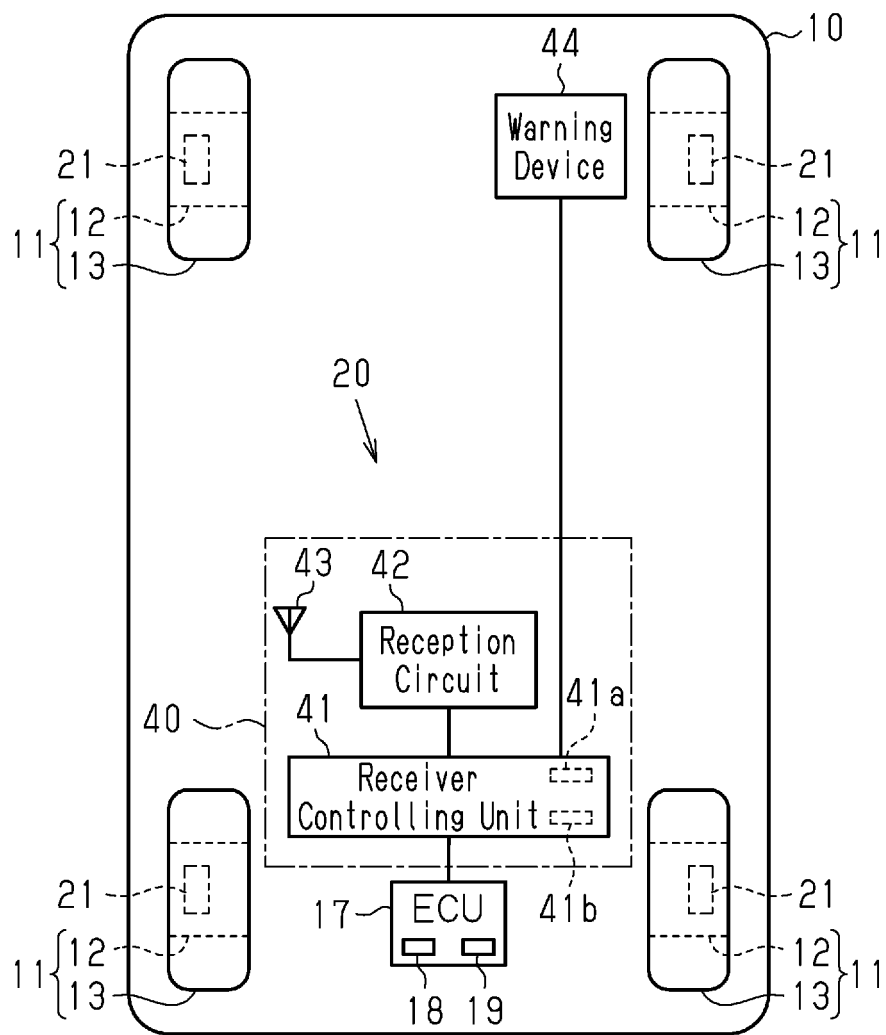 10
44
Warning
Device
21
21
11 { 12
13
12 } 11
13
20
43
42
Reception
Circuit
41a
40
41
Receiver
Controlling Unit
21
21
17
ECU
41b
11 { 12
13
18
19
12 } 11
13